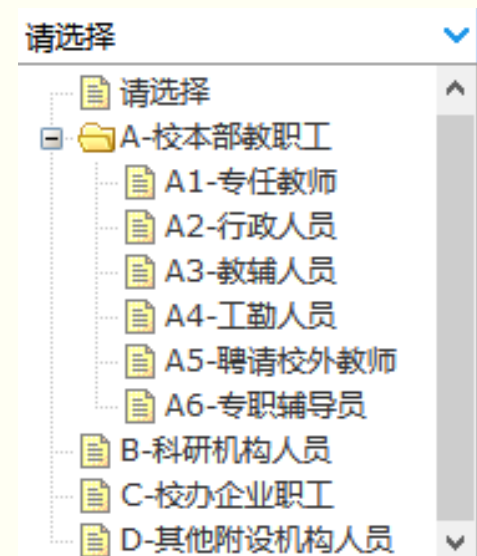 请选择
请选择
A-校本部教职工
A1-专任教师
A2-行政人员
A3-教辅人员
A4-工勤人员
A5-聘请校外教师
A6-专职辅导员
B-科研机构人员
C-校办企业职工
D-其他附设机构人员